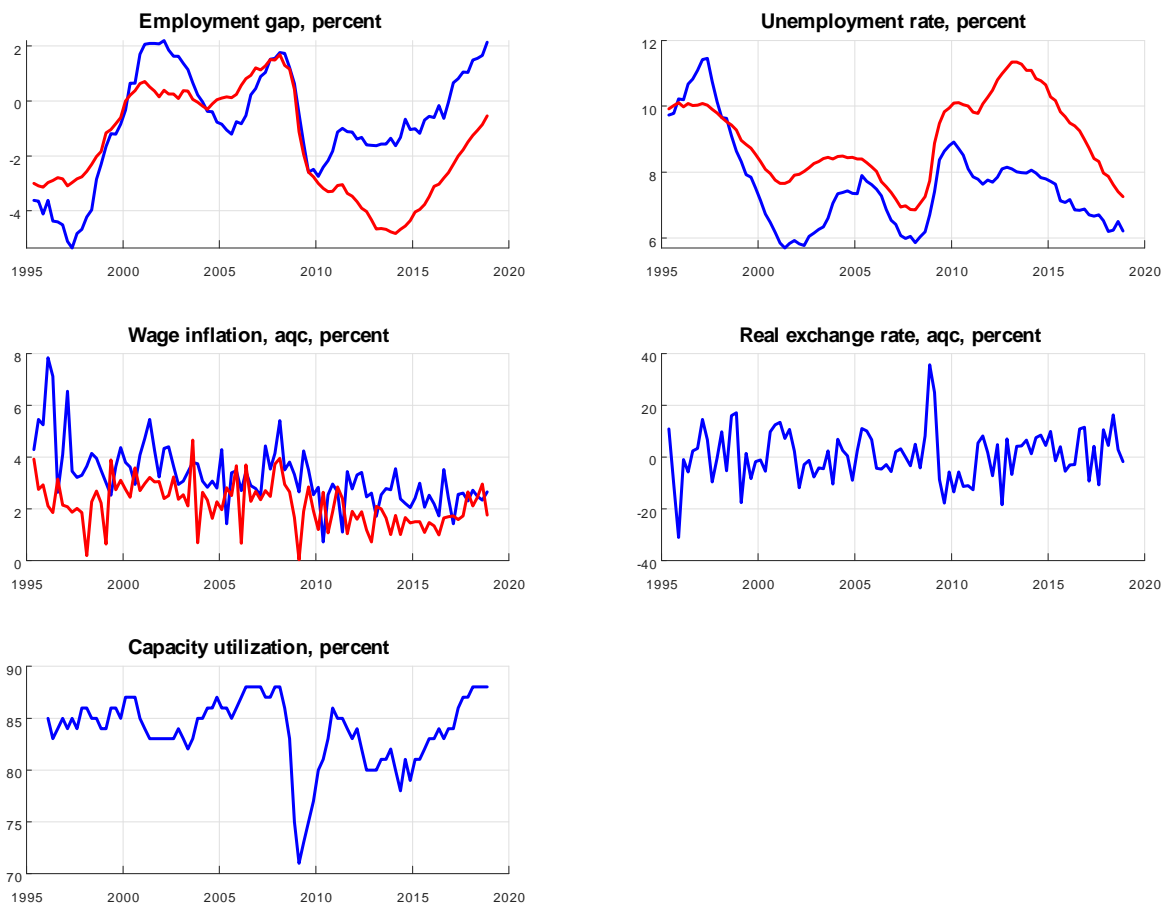 Employment gap, percent
2
0
-2
-4
1995 2000 2005 2010 2015 2020
Unemployment rate, percent
12
10
8
6
1995 2000 2005 2010 2015 2020
Wage inflation, aqc, percent
8
6
4
2
0
1995 2000 2005 2010 2015 2020
Real exchange rate, aqc, percent
40
20
0
-20
-40
1995 2000 2005 2010 2015 2020
Capacity utilization, percent
90
85
80
75
70
1995 2000 2005 2010 2015 2020